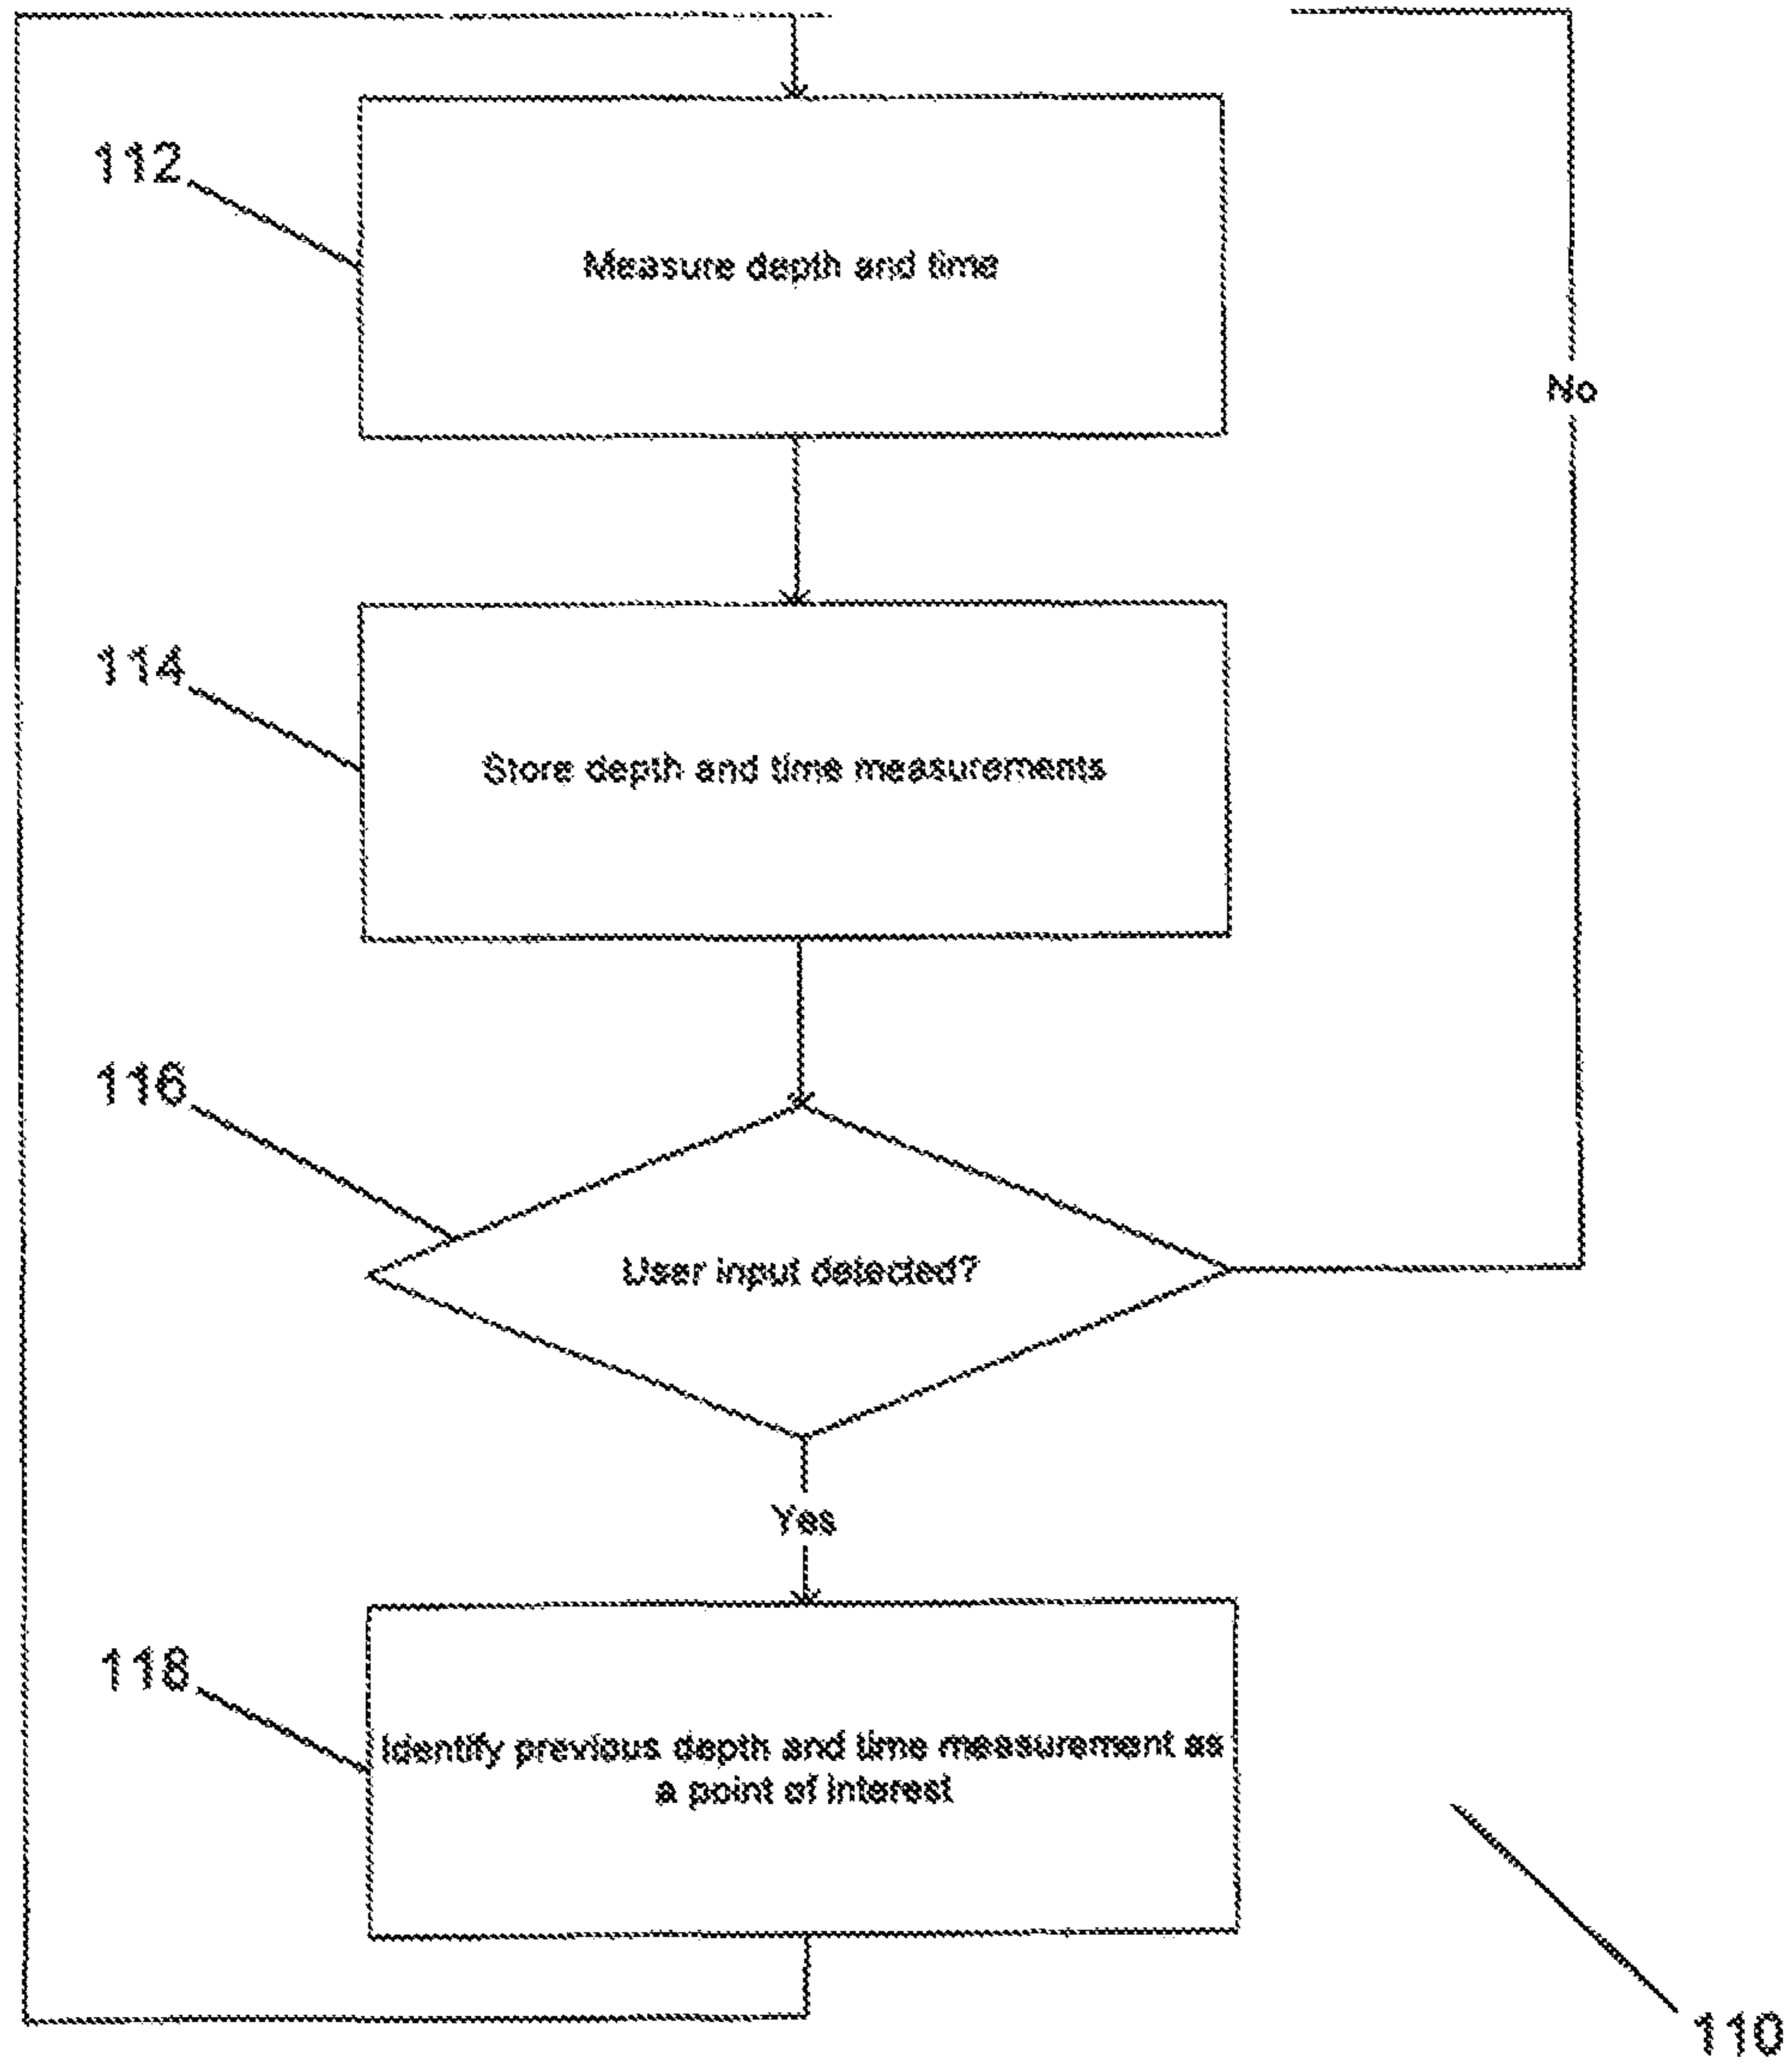 112
Measure depth and time
No
114
Store depth and time measurements
116
User input detected?
Yes
118
Identify previous depth and time measurement as
a point of interest
110